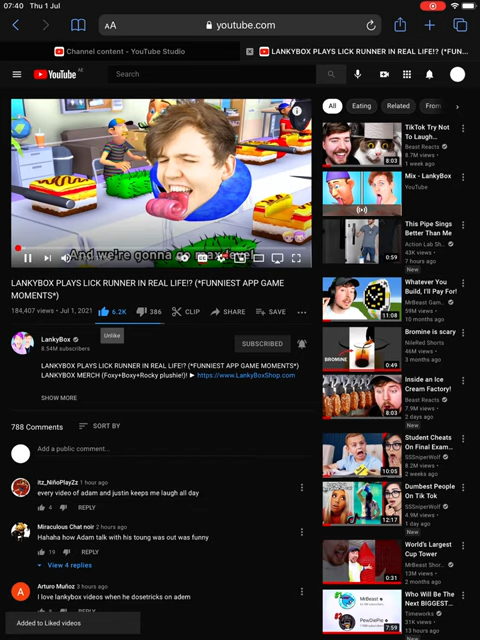 07:40 Thu 1 Jul
AA
youtube.com
Channel content - YouTube Studio
LANKYBOX PLAYS LICK RUNNER IN REAL LIFE!? (*FUN...
YouTube AE
Search
And we're gonna
LANKYBOX PLAYS LICK RUNNER IN REAL LIFE!? (*FUNNIEST APP GAME
MOMENTS*)
184,407 views • Jul 1, 2021
6.2K
386
CLIP
SHARE
SAVE
Unlike
LankyBox
8.54M subscribers
SUBSCRIBED
LANKYBOX PLAYS LICK RUNNER IN REAL LIFE!? (*FUNNIEST APP GAME MOMENTS*)
LANKYBOX MERCH (Foxy+Boxy+Rocky plushie!)! ► https://www.LankyBoxShop.com
SHOW MORE
788 Comments
SORT BY
Add a public comment...
Itz_NiñoPlayZz 1 hour ago
every video of adam and justin keeps me laugh all day
4 REPLY
Miraculous Chat noir 2 hours ago
Hahaha how Adam talk with his toung was out was funny
19 REPLY
View 4 replies
A
Arturo Muñoz 3 hours ago
I love lankybox videos when he dosetricks on adem
REPLY
Added to Liked videos
All
Eating
Related
From
TikTok Try Not
To Laugh...
Beast Reacts
8.7M views •
1 week ago
8:03
Mix - LankyBox
YouTube
This Pipe Sings
Better Than Me
Action Lab Sh...
42M views •
7 hours ago
New
0:59
Whatever You
Build, I'll Pay For!
MrBeast Gam...
59M views •
10 months ago
11:08
Bromine is scary
NileRed Shorts
46M views •
3 months ago
BROMINE
0:49
Inside an Ice
Cream Factory!
Beast Reacts
7.9M views •
2 days ago
New
8:03
Student Cheats
On Final Exam...
SSSniperWolf
8.2M views •
2 weeks ago
10:05
Dumbest People
On Tik Tok
SSSniperWolf
4.9M views •
1 day ago
New
12:17
World's Largest
Cup Tower
MrBeast Shor...
13M views •
2 months ago
0:31
Who Will Be The
Next BIGGEST...
Timeworks
31K views •
13 hours ago
New
MrBeast
PewDiePie
7:59